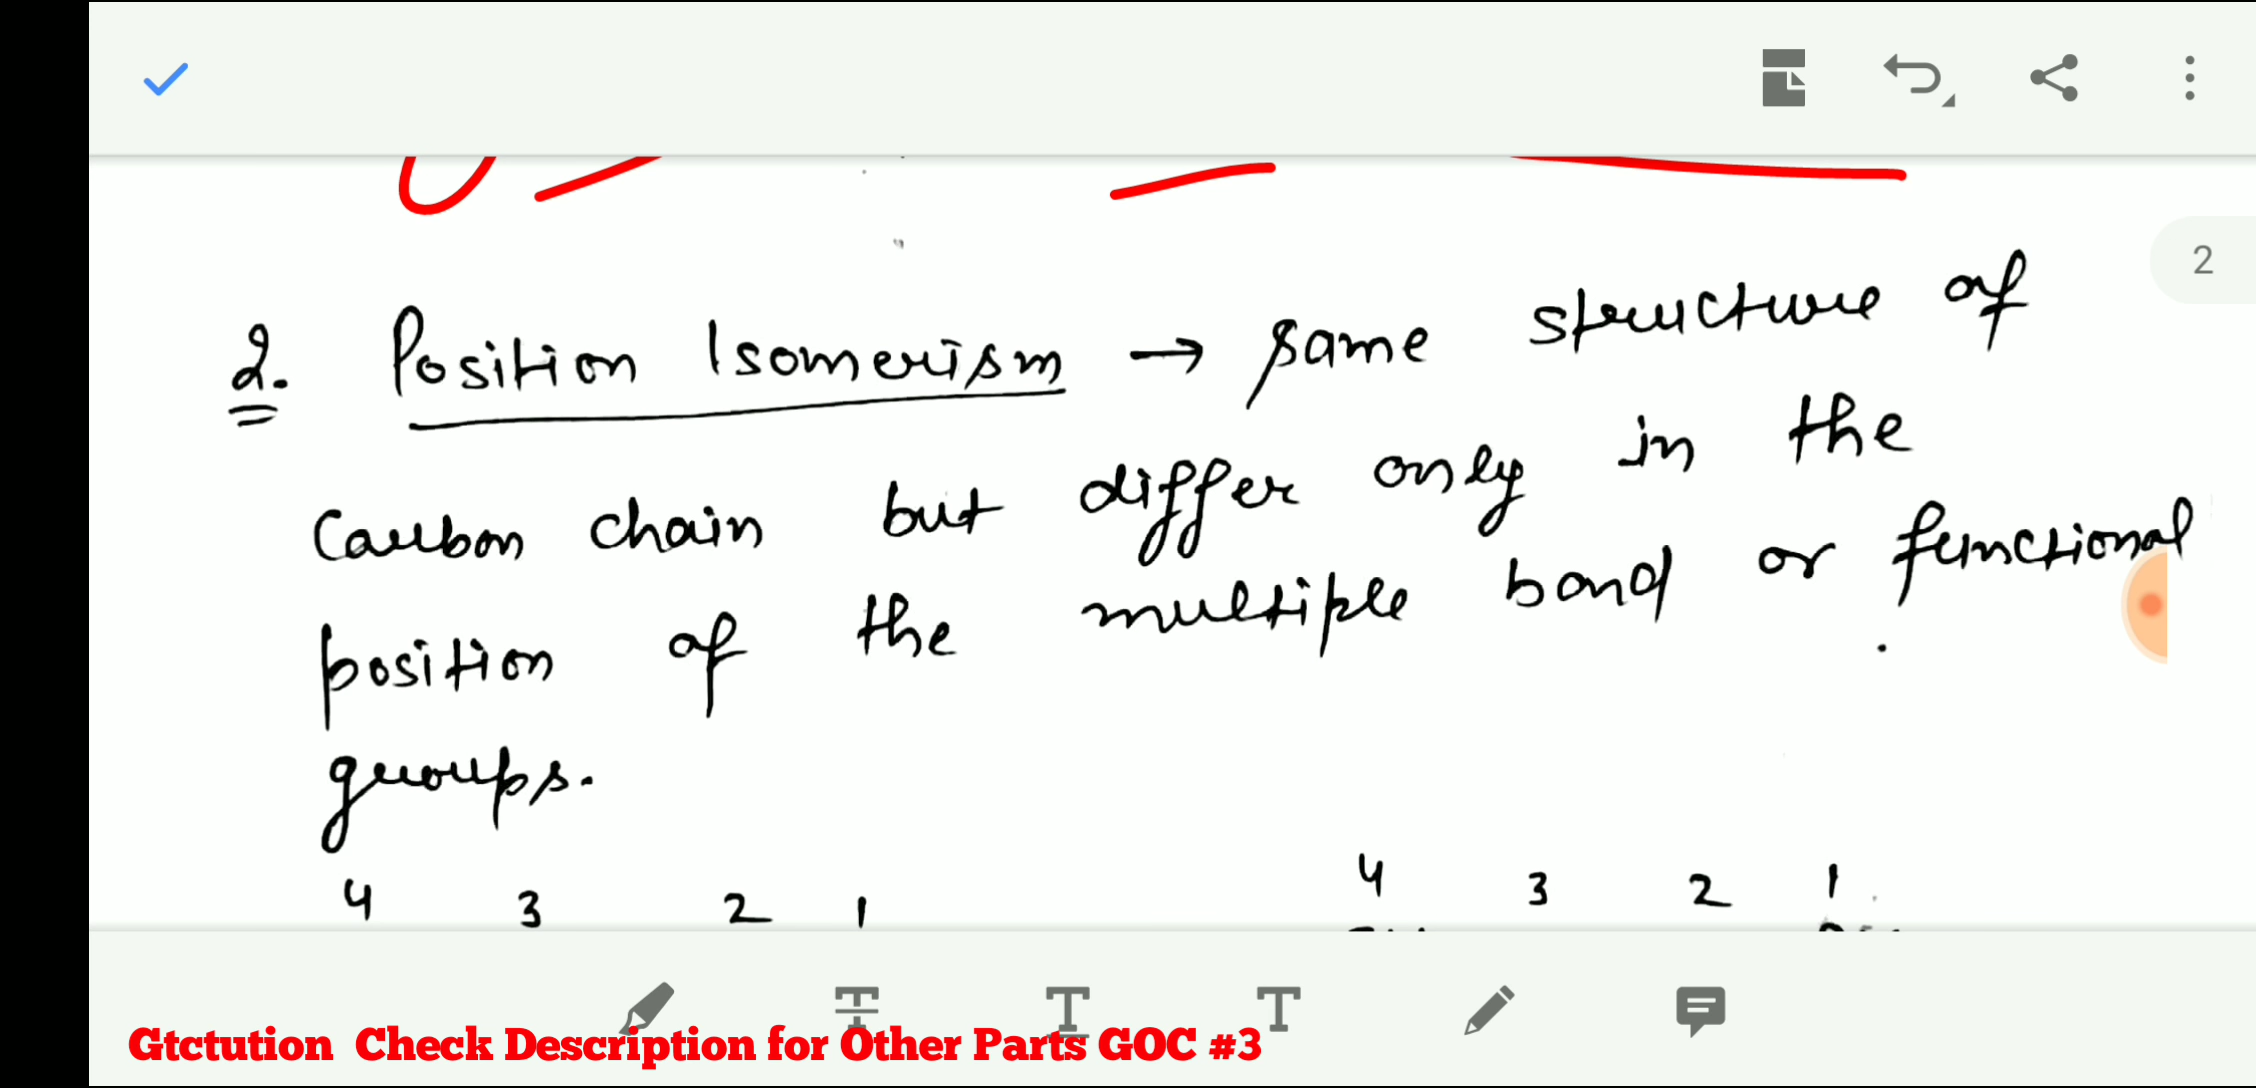 2
2. Position Isomerism → Same structure of
Carbon chain but differ only in the
position of the multiple bond or functional
groups.
4 3 2 1 4 3 2 1
Gtctution Check Description for Other Parts GOC #3